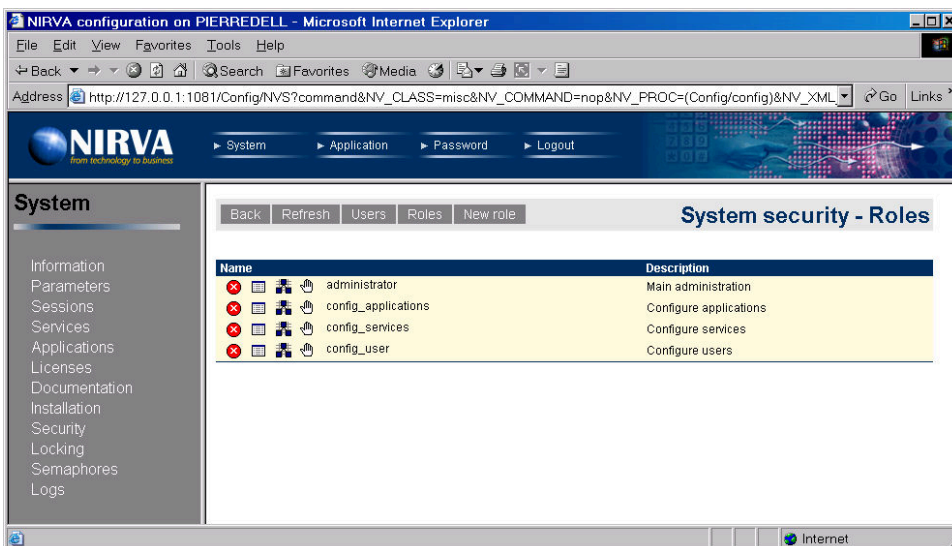 NIRVA configuration on PIERREDELL - Microsoft Internet Explorer
File Edit View Favorites Tools Help
Back Search Favorites Media
Address http://127.0.0.1:1081/Config/NVS?command&NV_CLASS=misc&NV_COMMAND=nop&NV_PROC=(Config/config)&NV_XML_ Go Links
NIRVA
from technology to business
System Application Password Logout
System
Back Refresh Users Roles New role
System security - Roles
Information
Parameters
Sessions
Services
Applications
Licenses
Documentation
Installation
Security
Locking
Semaphores
Logs
Name Description
administrator Main administration
config_applications Configure applications
config_services Configure services
config_user Configure users
Internet